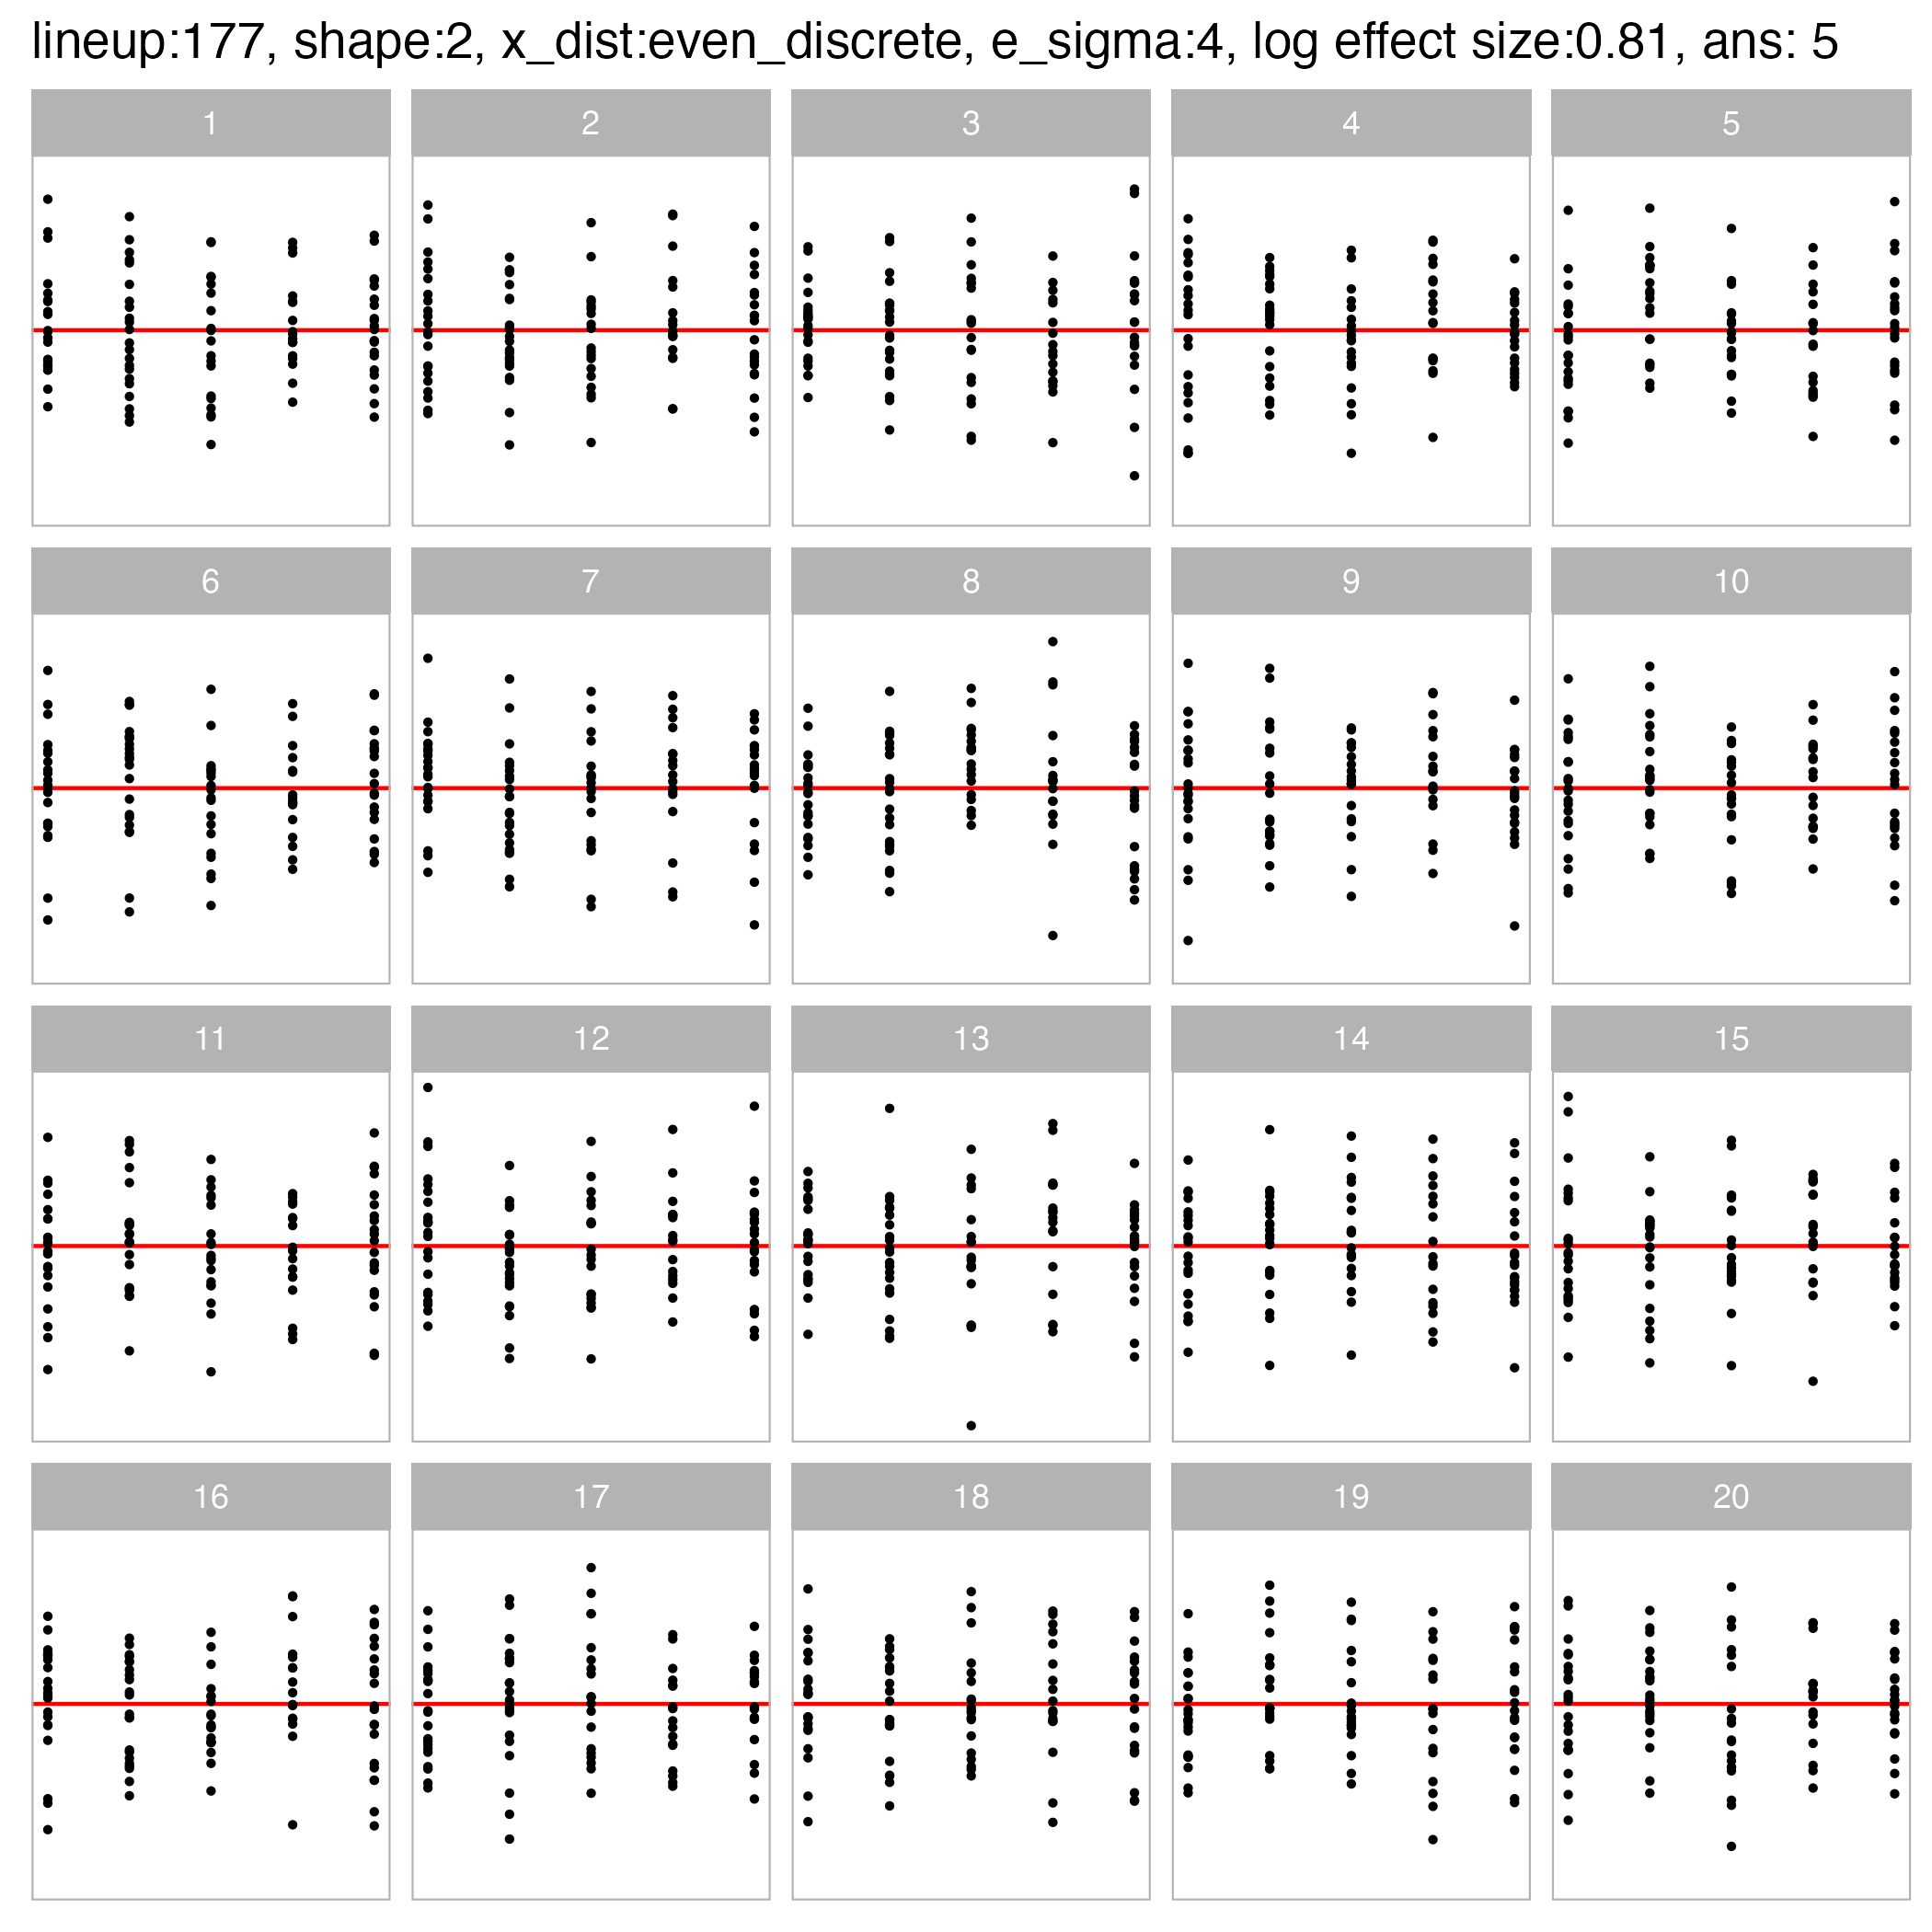 lineup:177, shape:2, x_dist:even_discrete, e_sigma:4, log effect size:0.81, ans: 5
1 2 3 4 5
6 7 8 9 10
11 12 13 14 15
16 17 18 19 20